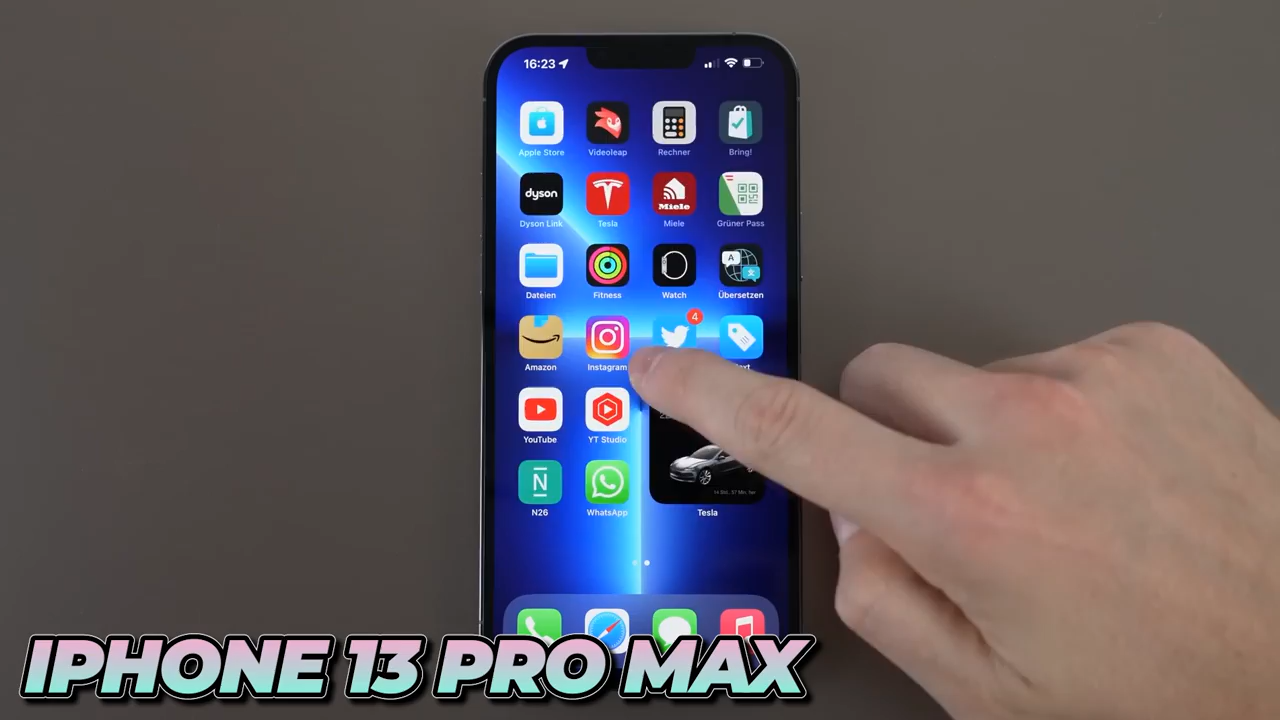 16:23
Apple Store Videoleap Rechner Bring!
dyson Miele
Dyson Link Tesla Miele Grüner Pass
A
Dateien Fitness Watch Übersetzen
4
Amazon Instagram
YouTube YT Studio
N
N26 WhatsApp Tesla
IPHONE 13 PRO MAX